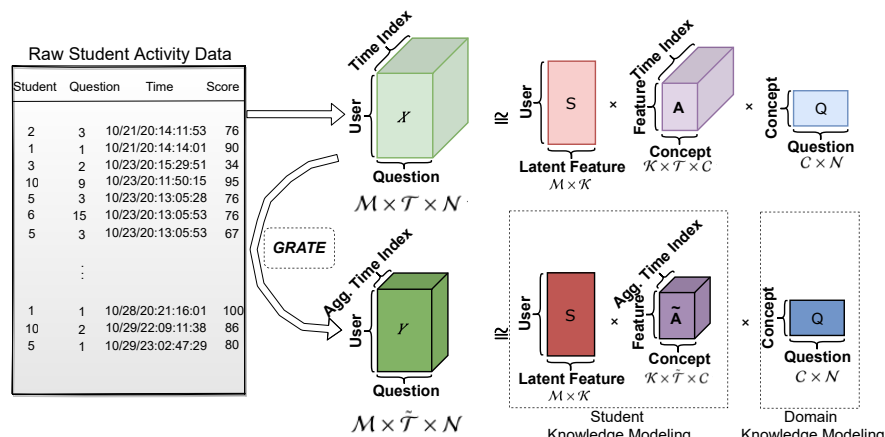 Raw Student Activity Data
Student Question Time Score
2 3 10/21/20:14:11:53 76
1 1 10/21/20:14:14:01 90
3 2 10/23/20:15:29:51 34
10 9 10/23/20:11:50:15 95
5 3 10/23/20:13:05:28 76
6 15 10/23/20:13:05:53 76
5 3 10/23/20:13:05:53 67
⋮
1 1 10/28/20:21:16:01 100
10 2 10/29/22:09:11:38 86
5 1 10/29/23:02:47:29 80
GRATE
Time Index
User
X
Question
M × T × N
≅
User
S
Latent Feature
M × K
×
Time Index
Feature
A
Concept
K × T × C
×
Concept
Q
Question
C × N
Agg. Time Index
User
Y
Question
M × T̃ × N
≅
User
S
Latent Feature
M × K
×
Agg. Time Index
Feature
Ã
Concept
K × T̃ × C
×
Concept
Q
Question
C × N
Student
Knowledge Modeling
Domain
Knowledge Modeling